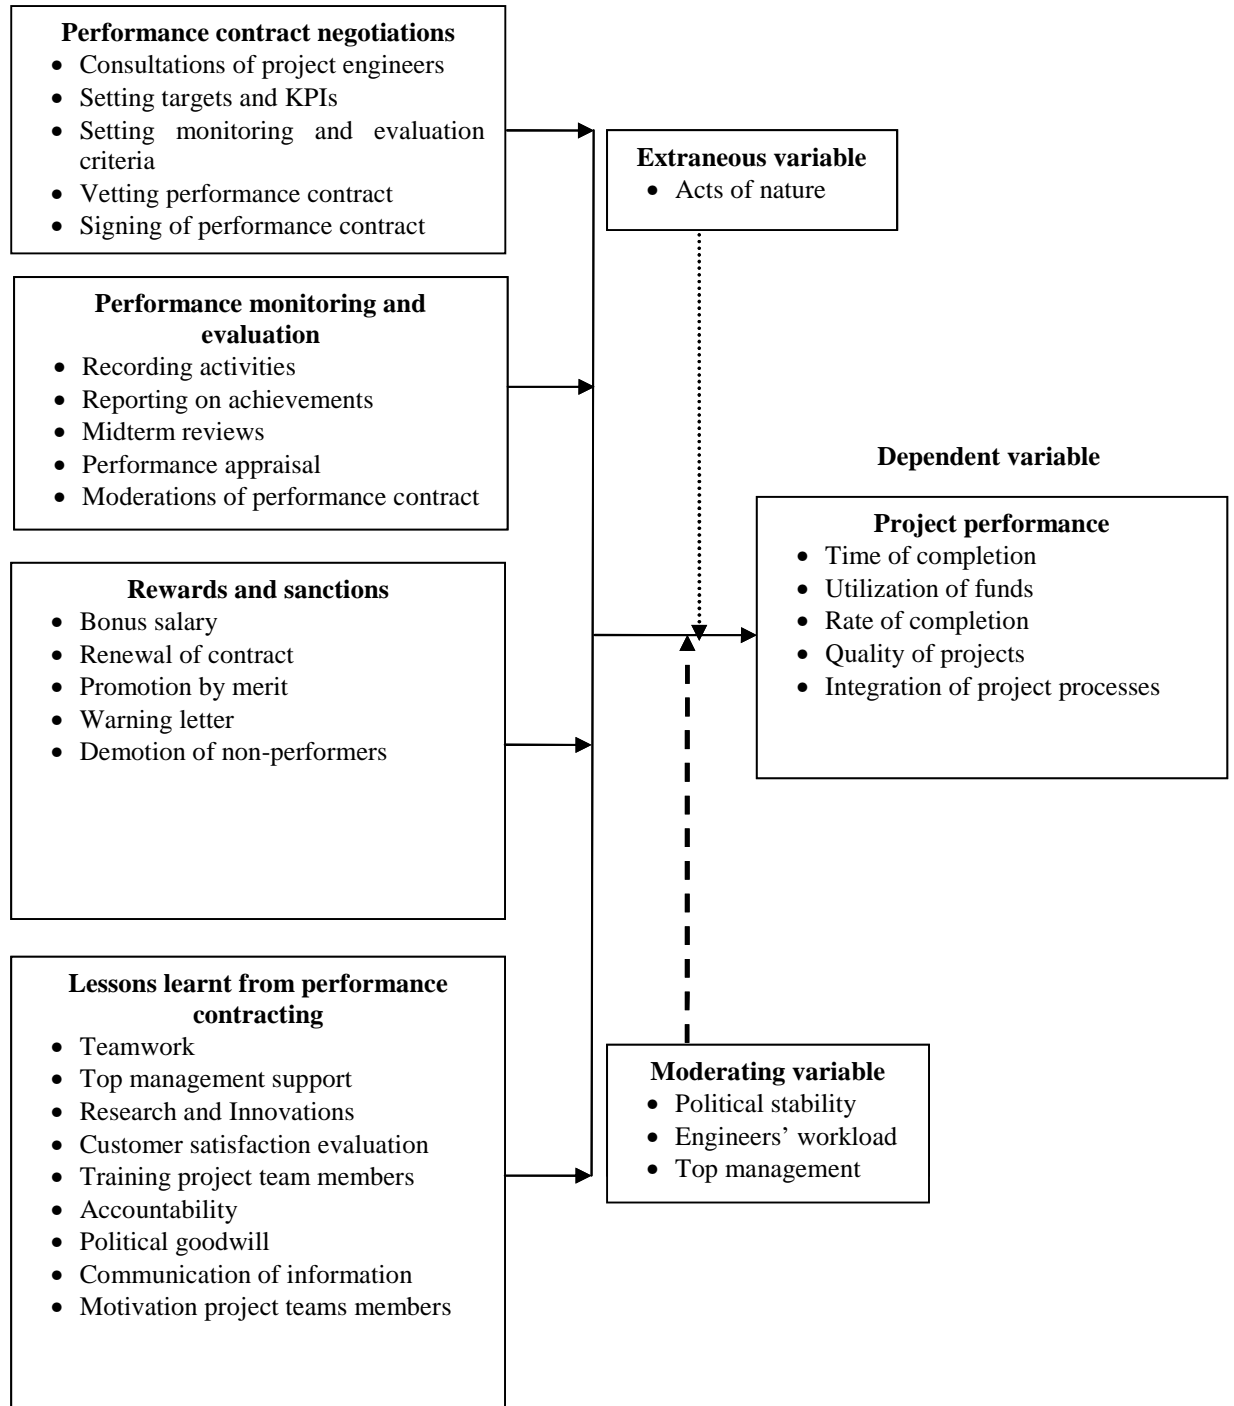 Performance contract negotiations
• Consultations of project engineers
• Setting targets and KPIs
• Setting monitoring and evaluation
criteria
• Vetting performance contract
• Signing of performance contract
Performance monitoring and
evaluation
• Recording activities
• Reporting on achievements
• Midterm reviews
• Performance appraisal
• Moderations of performance contract
Rewards and sanctions
• Bonus salary
• Renewal of contract
• Promotion by merit
• Warning letter
• Demotion of non-performers
Lessons learnt from performance
contracting
• Teamwork
• Top management support
• Research and Innovations
• Customer satisfaction evaluation
• Training project team members
• Accountability
• Political goodwill
• Communication of information
• Motivation project teams members
Extraneous variable
• Acts of nature
Moderating variable
• Political stability
• Engineers’ workload
• Top management
Dependent variable
Project performance
• Time of completion
• Utilization of funds
• Rate of completion
• Quality of projects
• Integration of project processes